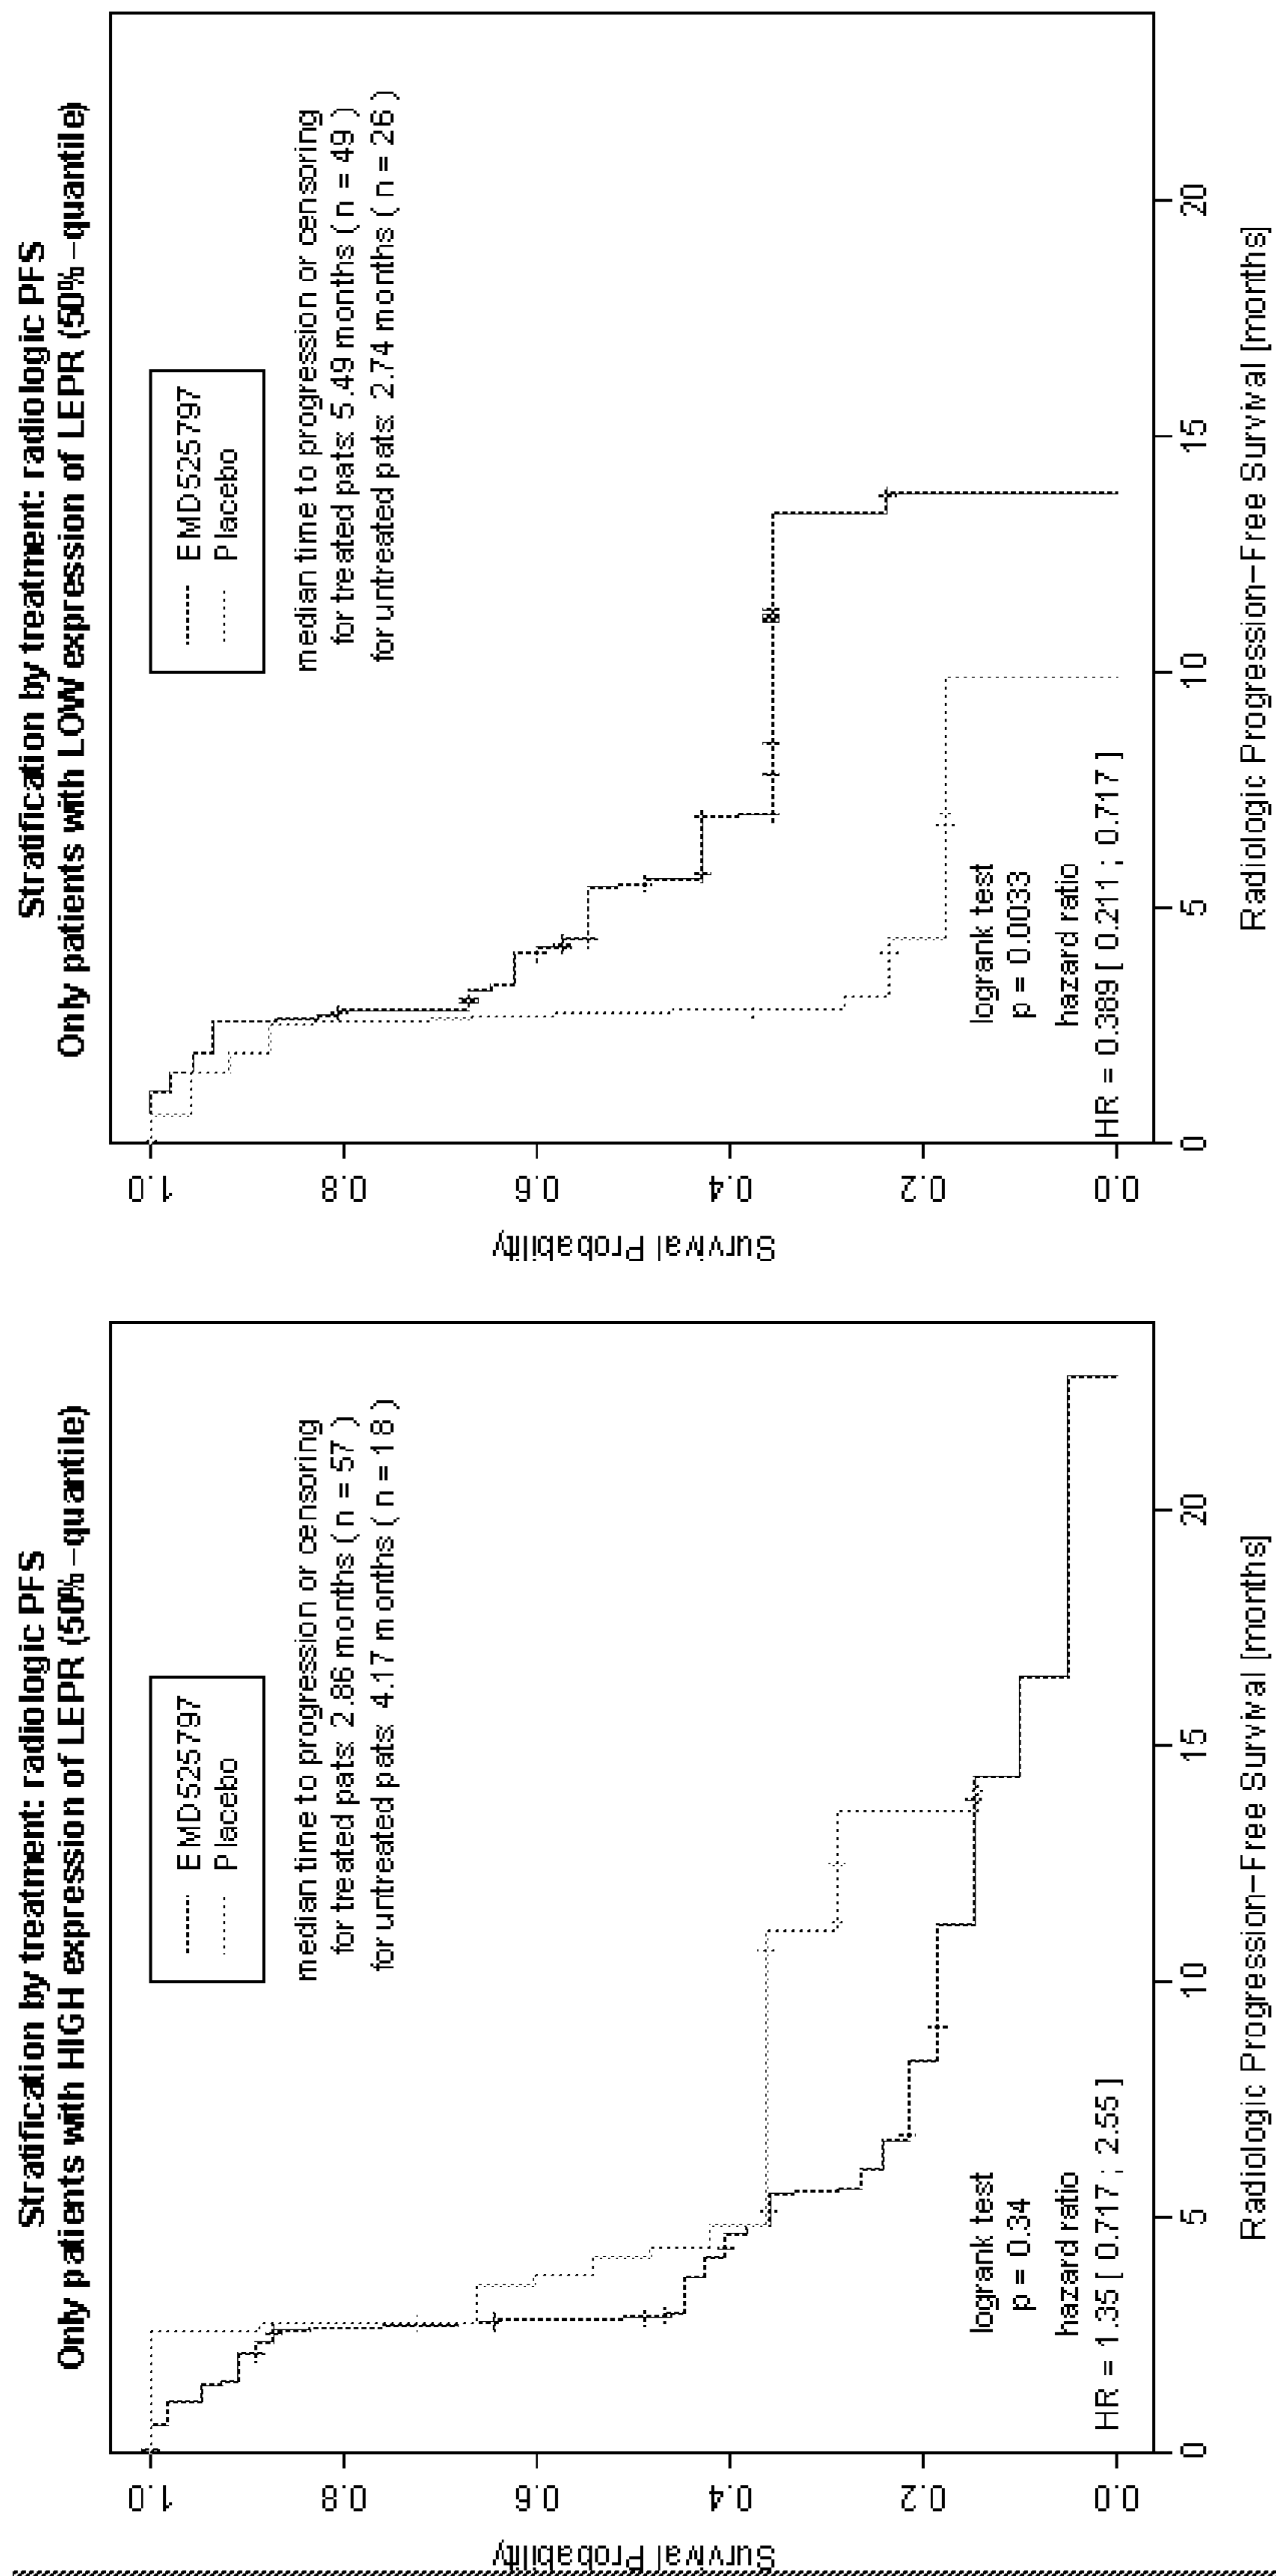 Stratification by treatment: radiologic PFS
Only patients with HIGH expression of LEPR (50%-quantile)
EMD525797
Placebo
median time to progression or censoring
for treated pats: 2.86 months ( n = 57 )
for untreated pats: 4.17 months ( n = 18 )
Survival Probability
1.0
0.8
0.6
0.4
0.2
0.0
logrank test
p = 0.34
hazard ratio
HR = 1.35 [ 0.717 ; 2.55 ]
0 5 10 15 20
Radiologic Progression-Free Survival [months]
Stratification by treatment: radiologic PFS
Only patients with LOW expression of LEPR (50%-quantile)
EMD525797
Placebo
median time to progression or censoring
for treated pats: 5.49 months ( n = 49 )
for untreated pats: 2.74 months ( n = 26 )
Survival Probability
1.0
0.8
0.6
0.4
0.2
0.0
logrank test
p = 0.0033
hazard ratio
HR = 0.389 [ 0.211 ; 0.717 ]
0 5 10 15 20
Radiologic Progression-Free Survival [months]